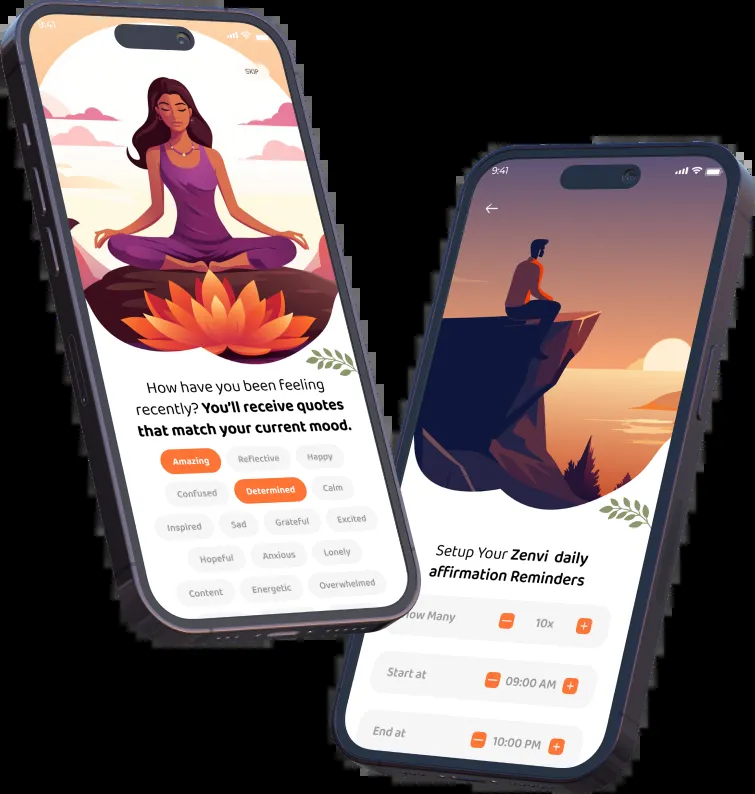 9:41
SKIP
How have you been feeling
recently? You'll receive quotes
that match your current mood.
Amazing
Reflective
Happy
Confused
Determined
Calm
Inspired
Sad
Grateful
Excited
Hopeful
Anxious
Lonely
Content
Energetic
Overwhelmed
9:41
Setup Your Zenvi daily
affirmation Reminders
How Many
10x
Start at
09:00 AM
End at
10:00 PM